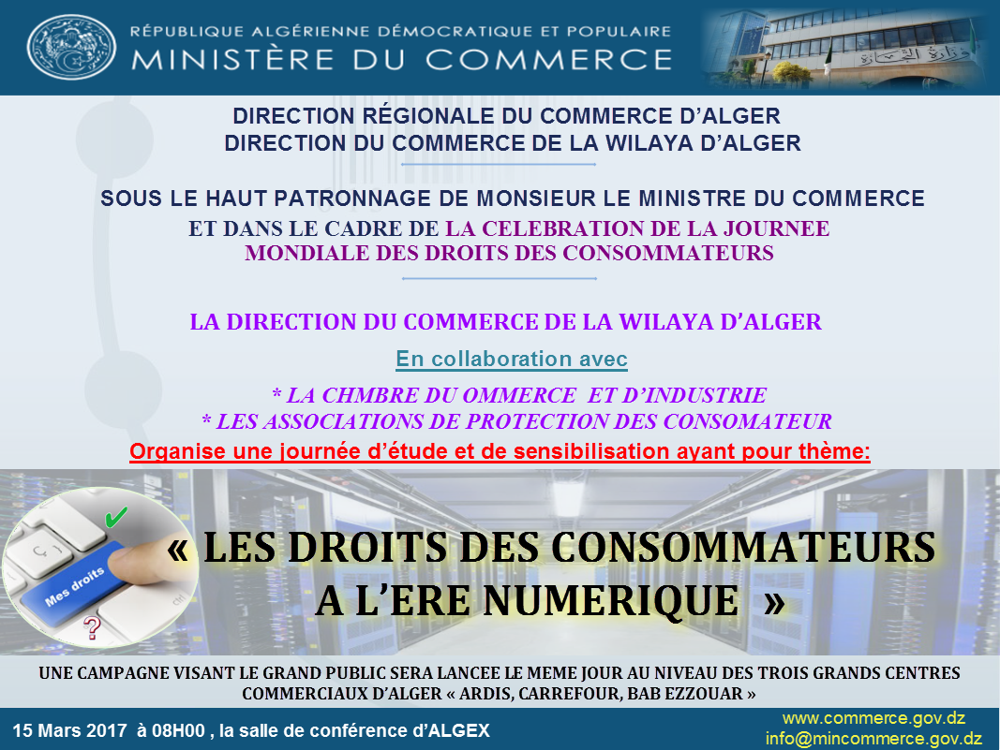 RÉPUBLIQUE ALGÉRIENNE DÉMOCRATIQUE ET POPULAIRE
MINISTÈRE DU COMMERCE
وزارة التجارة
DIRECTION RÉGIONALE DU COMMERCE D’ALGER
DIRECTION DU COMMERCE DE LA WILAYA D’ALGER
SOUS LE HAUT PATRONNAGE DE MONSIEUR LE MINISTRE DU COMMERCE
ET DANS LE CADRE DE LA CELEBRATION DE LA JOURNEE
MONDIALE DES DROITS DES CONSOMMATEURS
LA DIRECTION DU COMMERCE DE LA WILAYA D’ALGER
En collaboration avec
* LA CHMBRE DU OMMERCE ET D’INDUSTRIE
* LES ASSOCIATIONS DE PROTECTION DES CONSOMATEUR
Organise une journée d’étude et de sensibilisation ayant pour thème:
Mes droits
?
ctrl
« LES DROITS DES CONSOMMATEURS
A L’ERE NUMERIQUE »
UNE CAMPAGNE VISANT LE GRAND PUBLIC SERA LANCEE LE MEME JOUR AU NIVEAU DES TROIS GRANDS CENTRES
COMMERCIAUX D’ALGER « ARDIS, CARREFOUR, BAB EZZOUAR »
15 Mars 2017 à 08H00 , la salle de conférence d’ALGEX
www.commerce.gov.dz
info@mincommerce.gov.dz